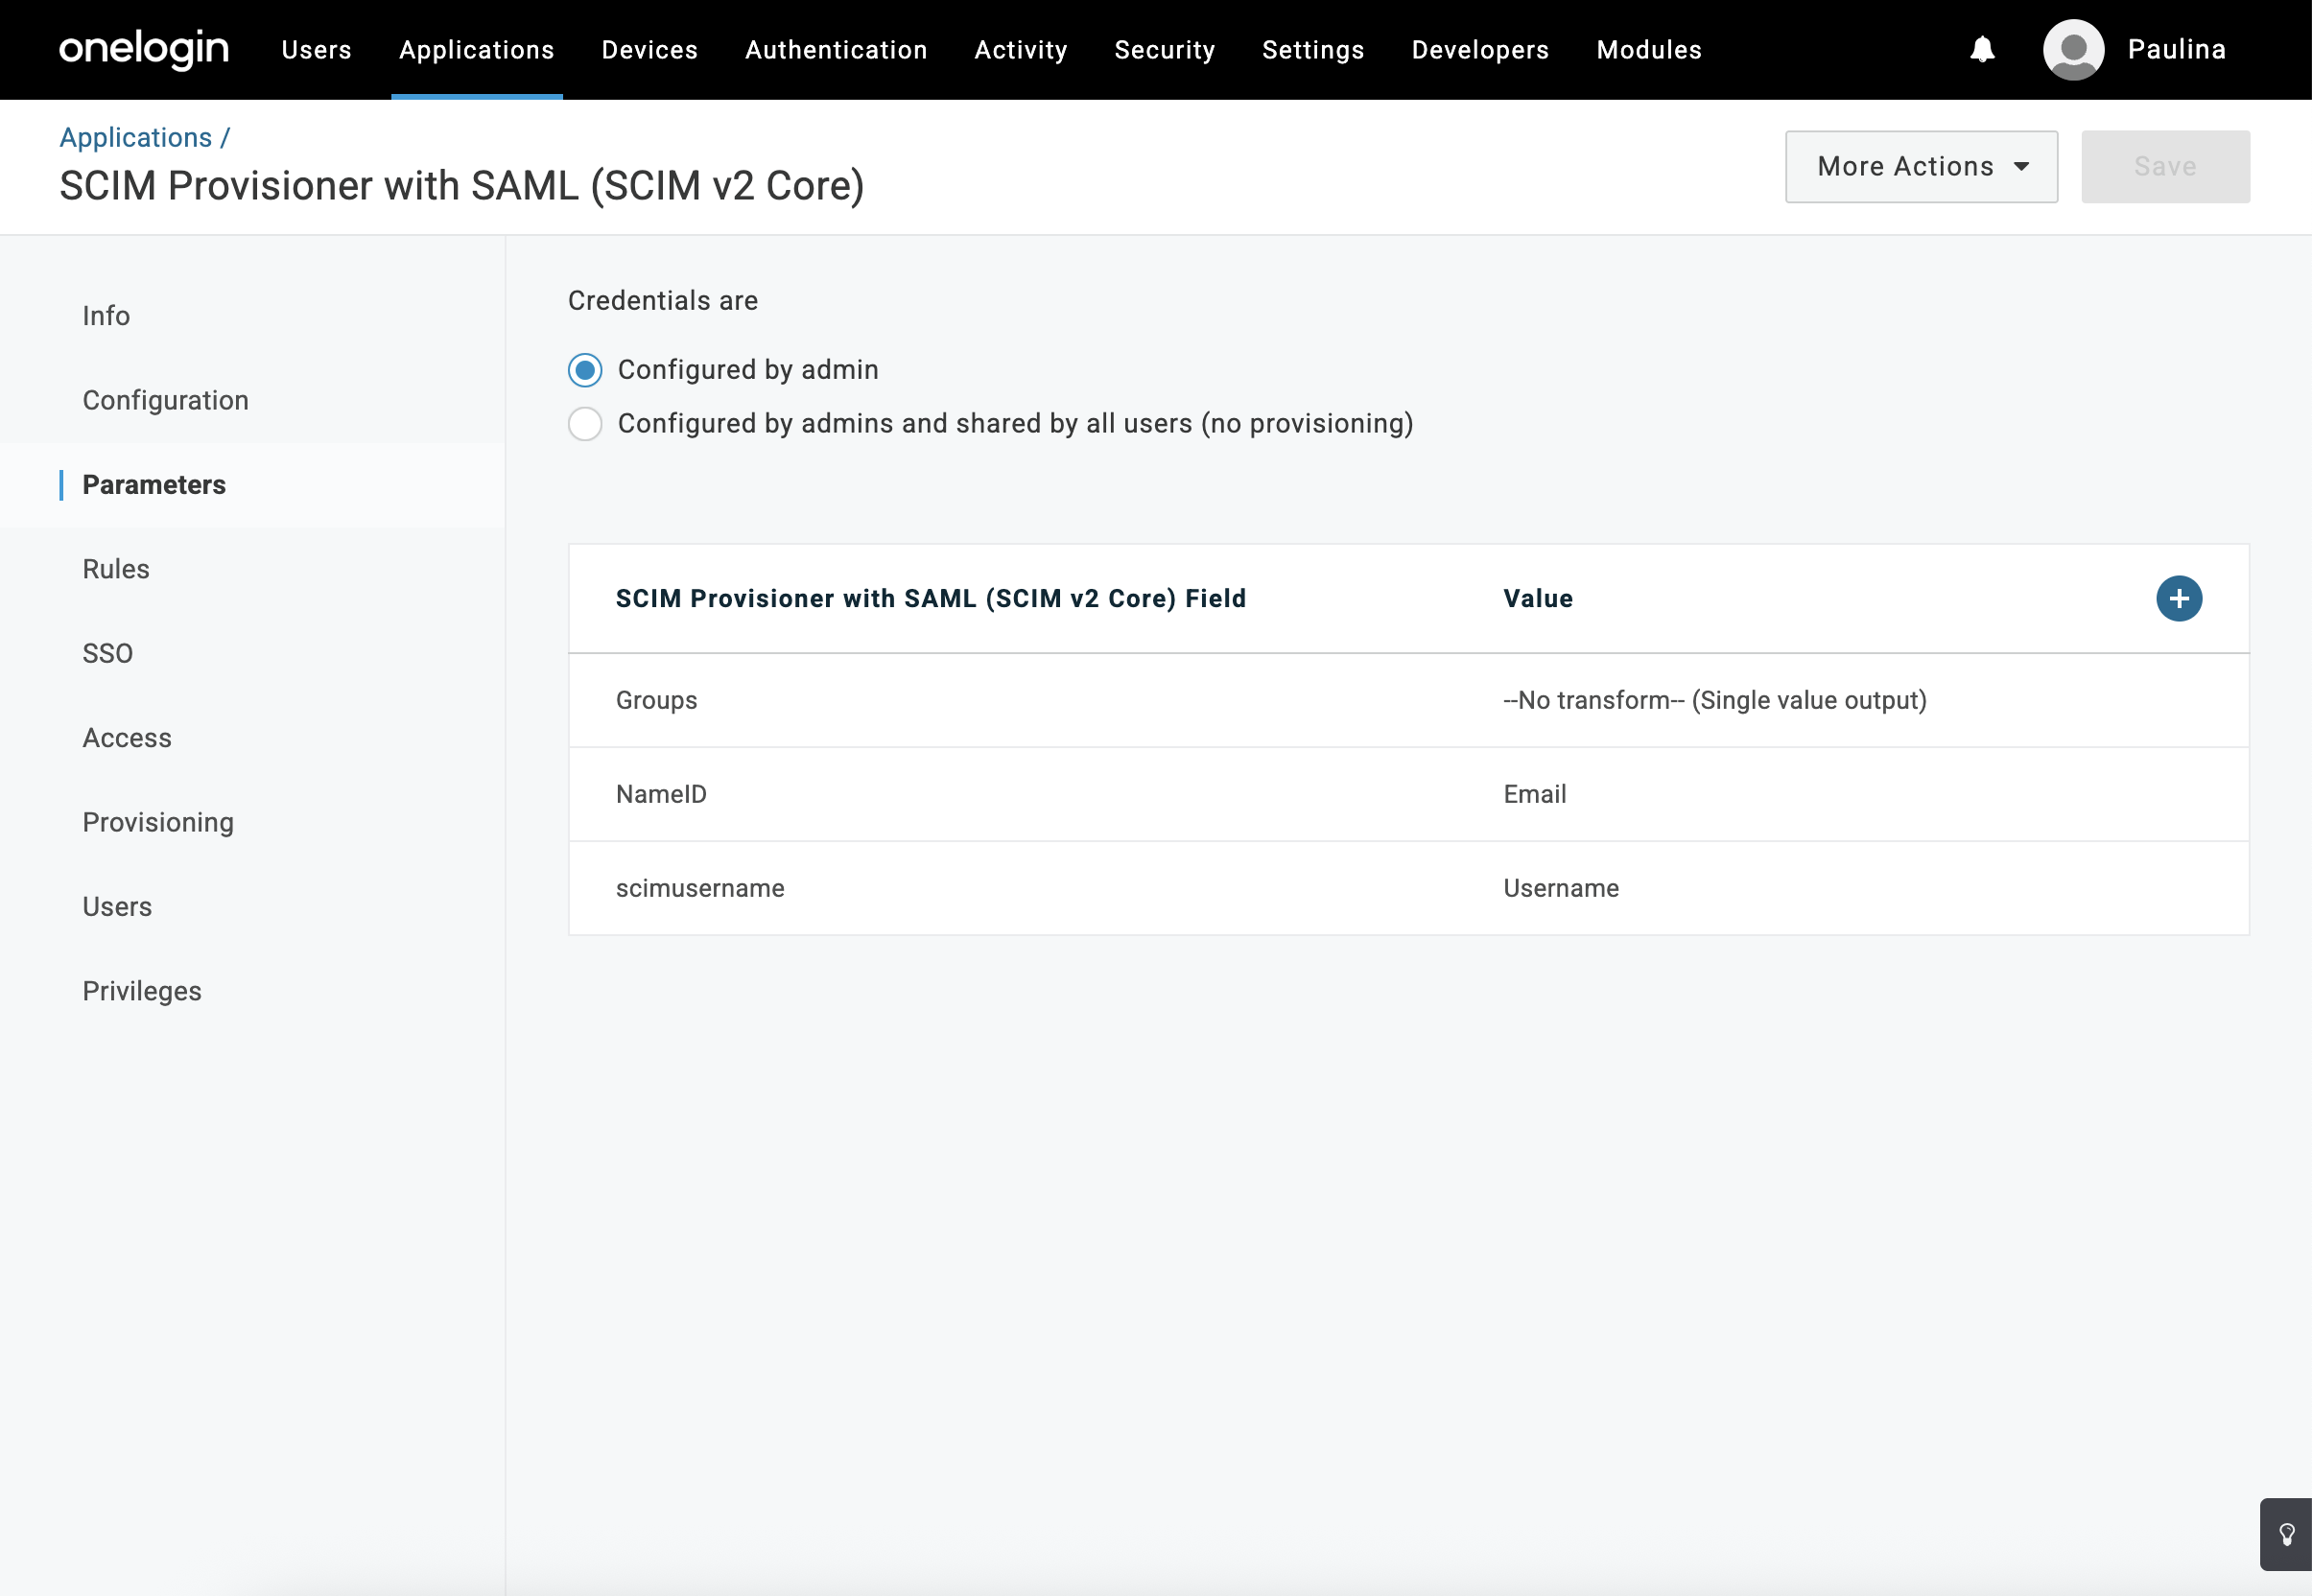 onelogin Users Applications Devices Authentication Activity Security Settings Developers Modules Paulina
Applications /
SCIM Provisioner with SAML (SCIM v2 Core)
More Actions
Save
Info
Configuration
Parameters
Rules
SSO
Access
Provisioning
Users
Privileges
Credentials are
Configured by admin
Configured by admins and shared by all users (no provisioning)
SCIM Provisioner with SAML (SCIM v2 Core) Field Value
Groups --No transform-- (Single value output)
NameID Email
scimusername Username